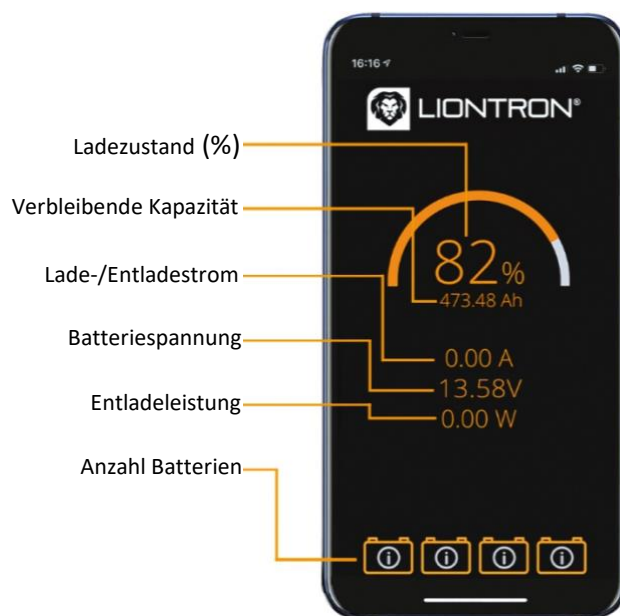 16:16
LIONTRON®
Ladezustand (%)
82%
Verbleibende Kapazität
473.48 Ah
Lade-/Entladestrom
0.00 A
Batteriespannung
13.58V
Entladeleistung
0.00 W
Anzahl Batterien